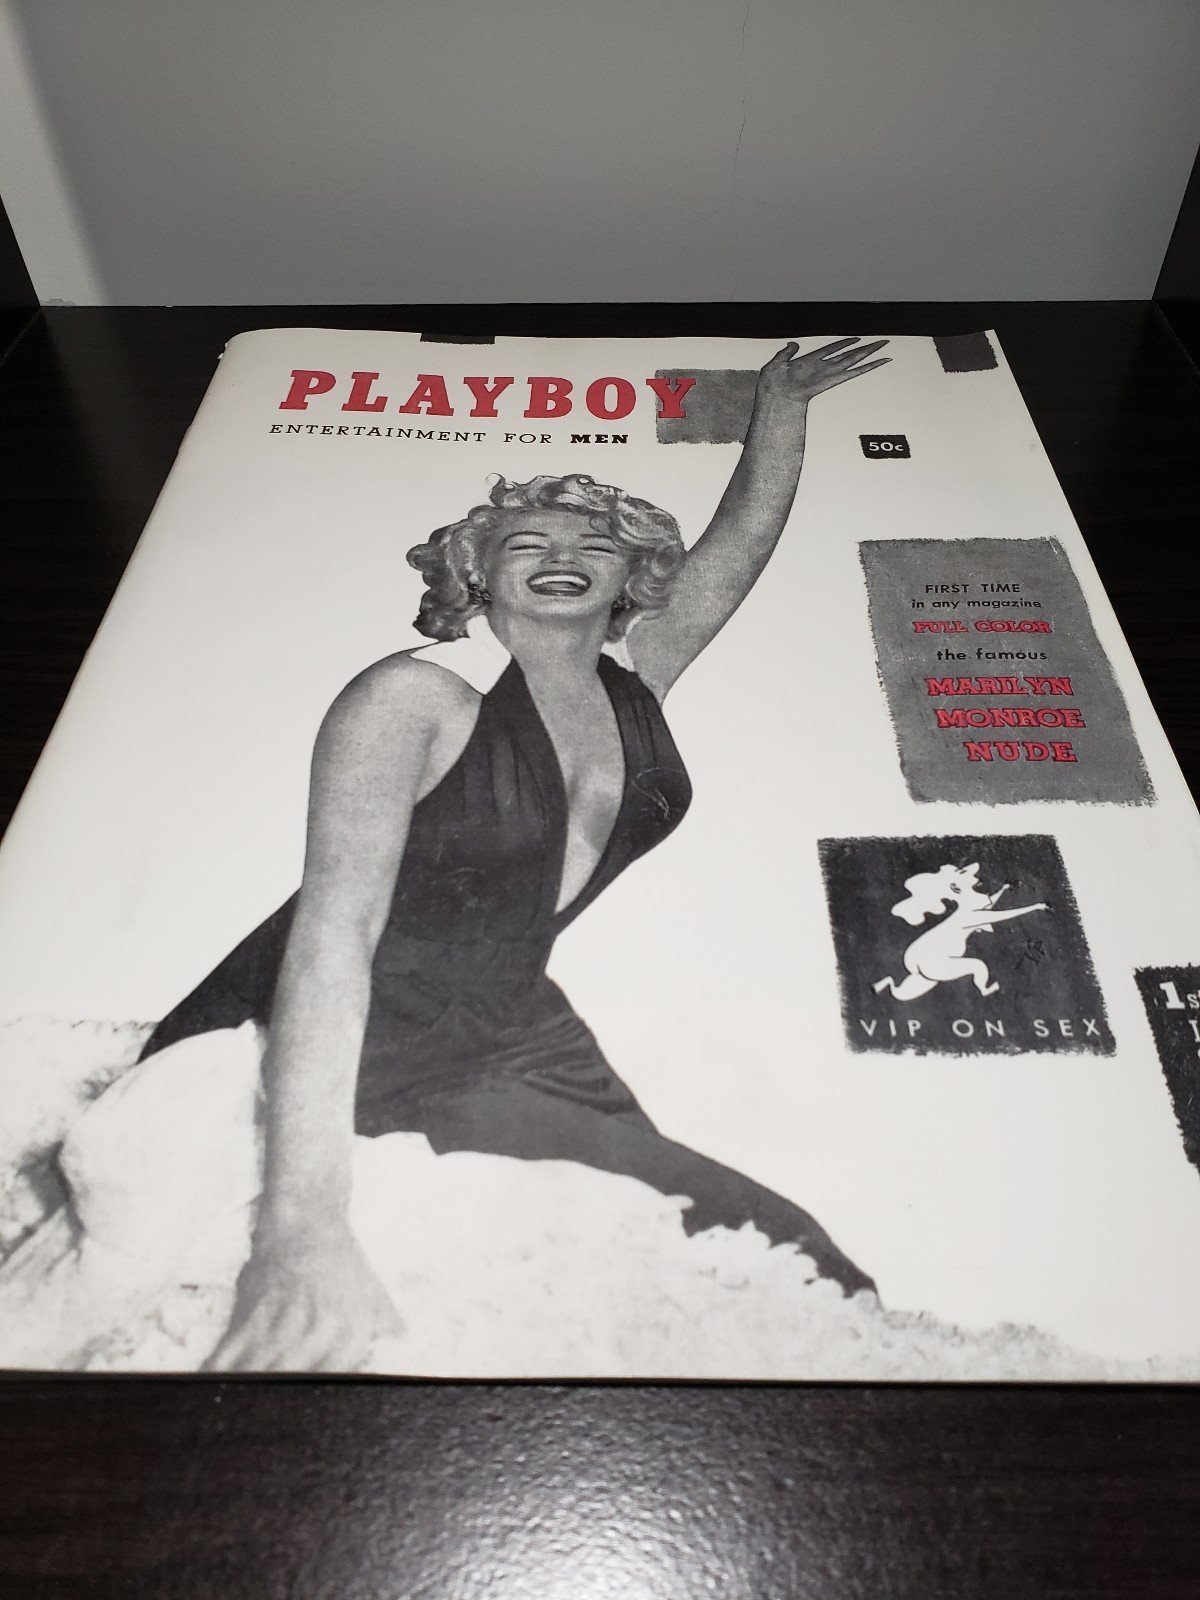 PLAYBOY
ENTERTAINMENT FOR MEN
50c
FIRST TIME
in any magazine
FULL COLOR
the famous
MARILYN
MONROE
NUDE
VIP ON SEX
1st